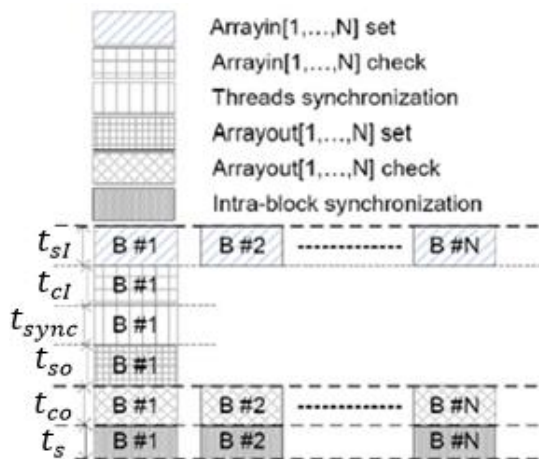 Arrayin[1,...,N] set
Arrayin[1,...,N] check
Threads synchronization
Arrayout[1,...,N] set
Arrayout[1,...,N] check
Intra-block synchronization
t_sI B #1 B #2 B #N
t_cI B #1
t_sync B #1
t_so B #1
t_co B #1 B #2 B #N
t_s B #1 B #2 B #N